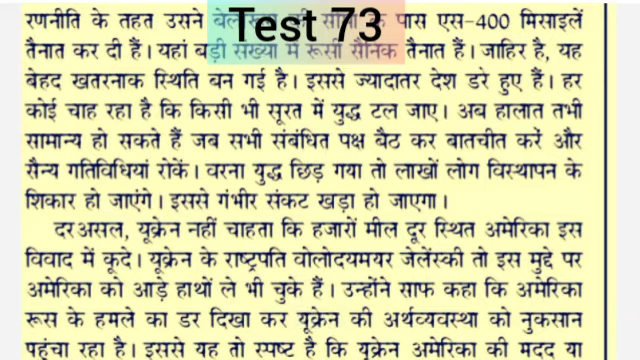 Test 73
रणनीति के तहत उसने बेलारूस की सीमा के पास एस-400 मिसाइलें
तैनात कर दी हैं। यहां बड़ी संख्या में रूसी सैनिक तैनात हैं। जाहिर है, यह
बेहद खतरनाक स्थिति बन गई है। इससे ज्यादातर देश डरे हुए हैं। हर
कोई चाह रहा है कि किसी भी सूरत में युद्ध टल जाए। अब हालात तभी
सामान्य हो सकते हैं जब सभी संबंधित पक्ष बैठ कर बातचीत करें और
सैन्य गतिविधियां रोकें। वरना युद्ध छिड़ गया तो लाखों लोग विस्थापन के
शिकार हो जाएंगे। इससे गंभीर संकट खड़ा हो जाएगा।
दरअसल, यूक्रेन नहीं चाहता कि हजारों मील दूर स्थित अमेरिका इस
विवाद में कूदे। यूक्रेन के राष्ट्रपति वोलोदयमयर जेलेंस्की तो इस मुद्दे पर
अमेरिका को आड़े हाथों ले भी चुके हैं। उन्होंने साफ कहा कि अमेरिका
रूस के हमले का डर दिखा कर यूक्रेन की अर्थव्यवस्था को नुकसान
पहुंचा रहा है। इससे यह तो स्पष्ट है कि यूक्रेन अमेरिका की मदद या